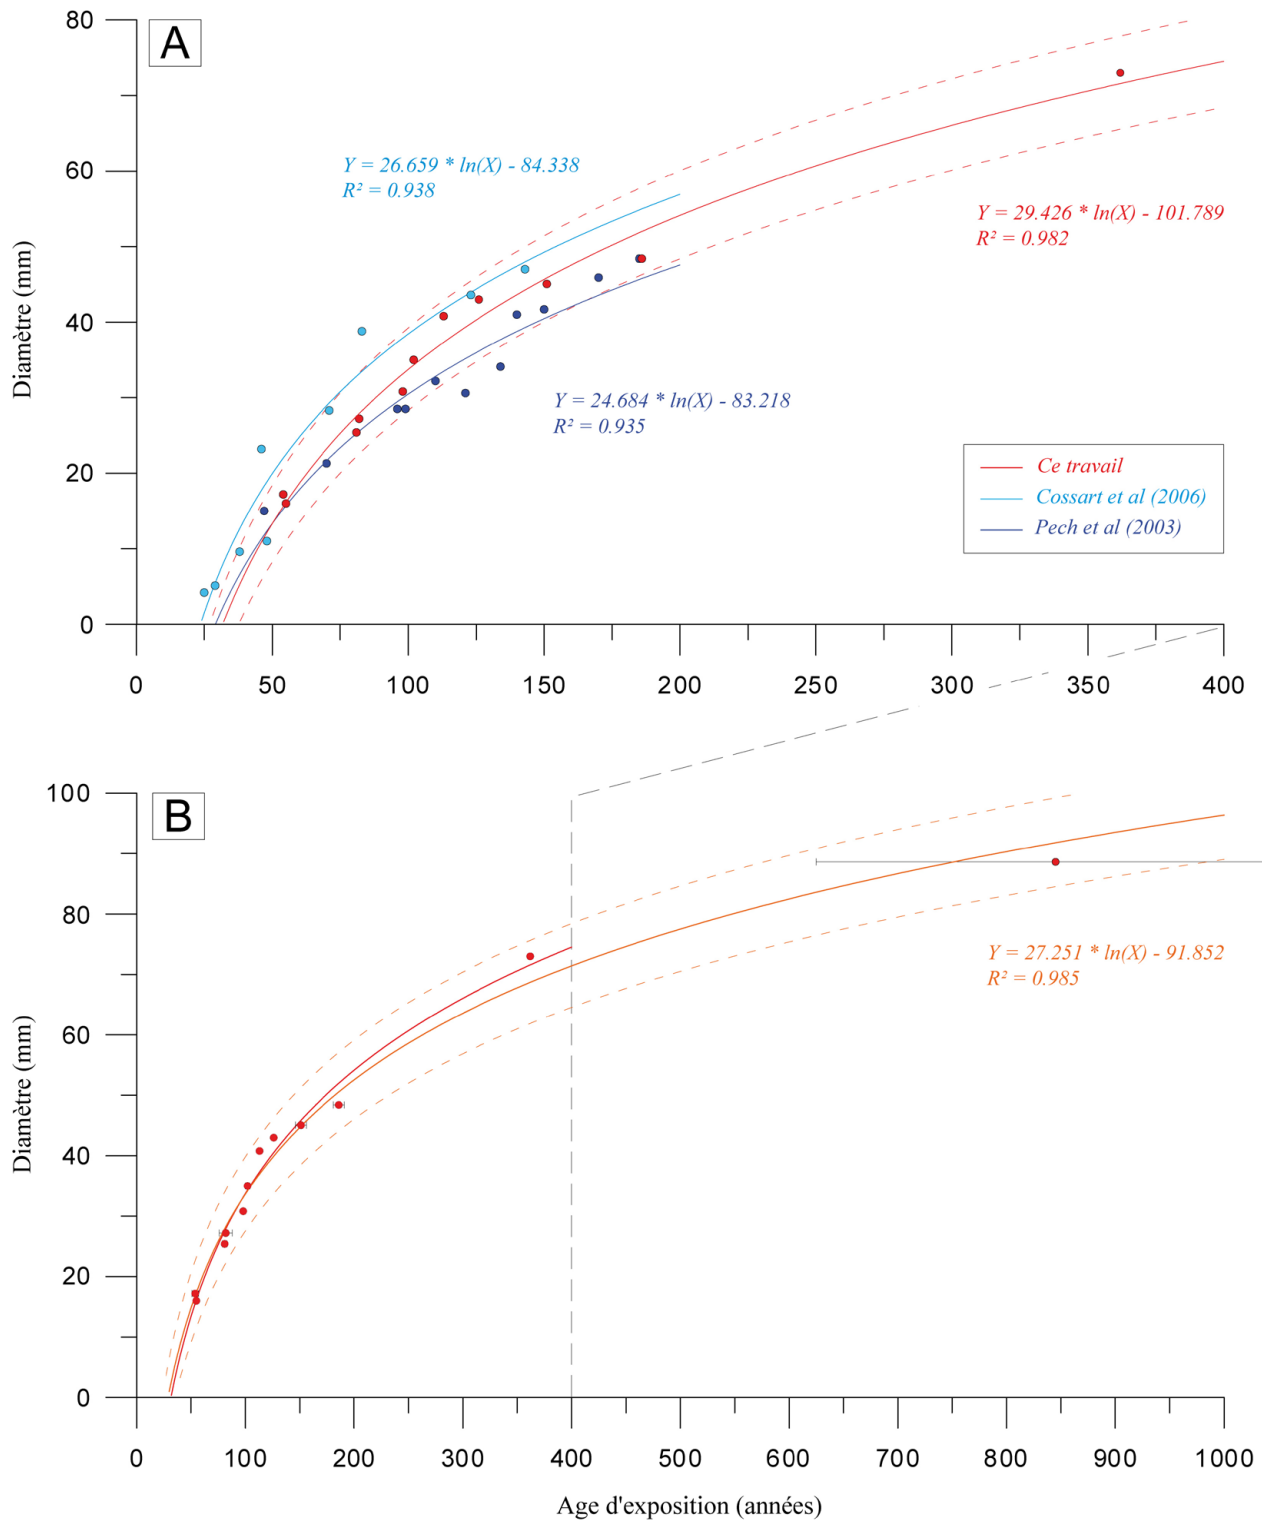 80
A
60
Y = 26.659 * ln(X) - 84.338
R² = 0.938
Y = 29.426 * ln(X) - 101.789
R² = 0.982
Diamètre (mm)
40
Y = 24.684 * ln(X) - 83.218
R² = 0.935
20
Ce travail
Cossart et al (2006)
Pech et al (2003)
0
0 50 100 150 200 250 300 350 400
100
B
80
Y = 27.251 * ln(X) - 91.852
R² = 0.985
60
Diamètre (mm)
40
20
0
0 100 200 300 400 500 600 700 800 900 1000
Age d'exposition (années)